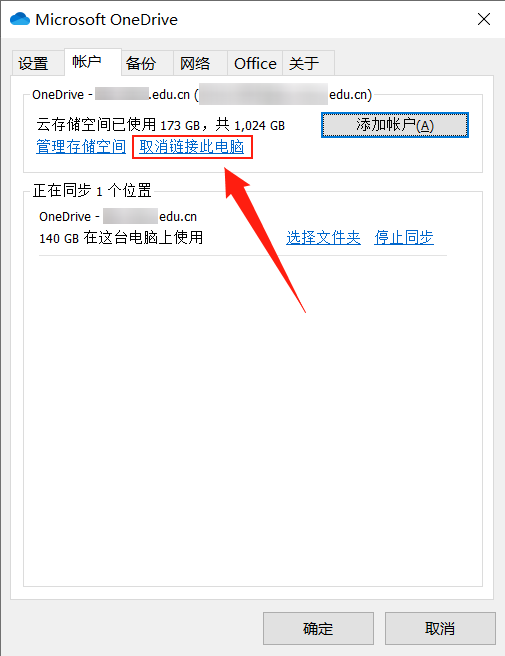 Microsoft OneDrive
设置 帐户 备份 网络 Office 关于
OneDrive - .edu.cn ( edu.cn)
云存储空间已使用 173 GB，共 1,024 GB
添加帐户(A)
管理存储空间 取消链接此电脑
正在同步 1 个位置
OneDrive - edu.cn
140 GB 在这台电脑上使用
选择文件夹 停止同步
确定 取消